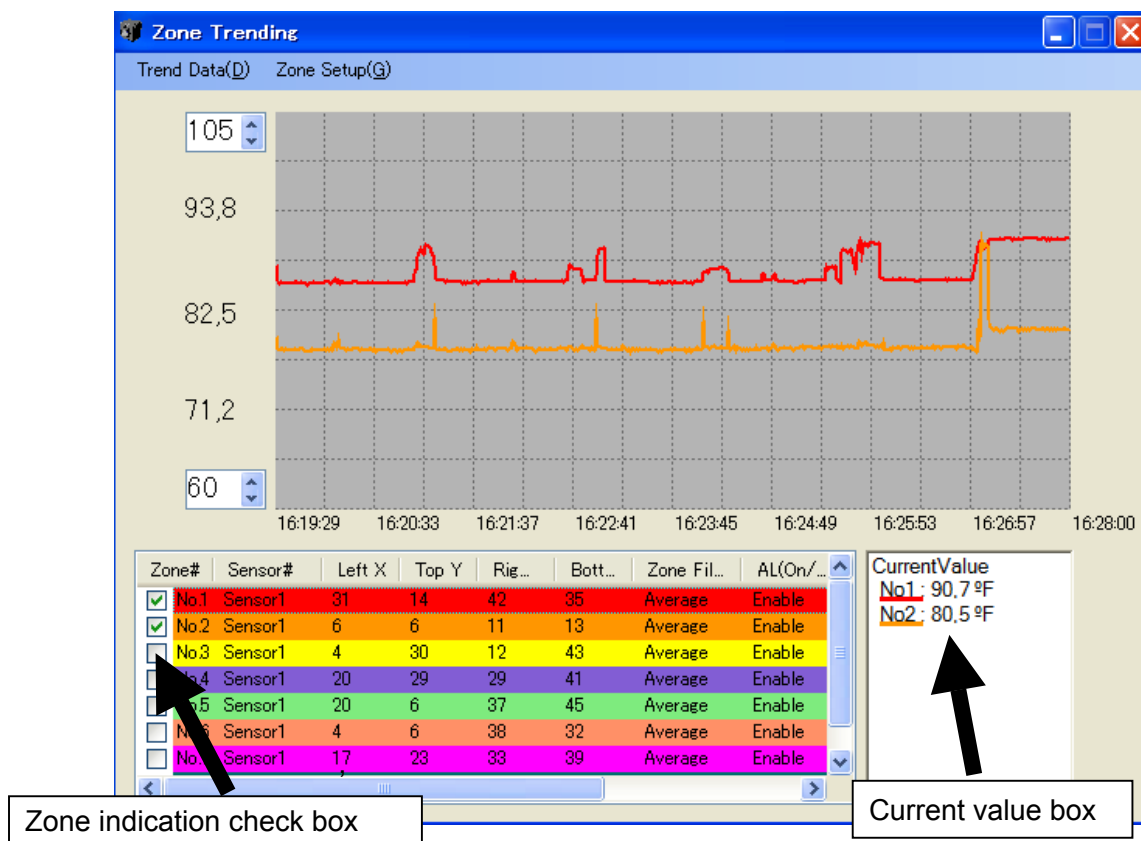 Zone Trending
Trend Data(D) Zone Setup(G)
105
93,8
82,5
71,2
60
16:19:29 16:20:33 16:21:37 16:22:41 16:23:45 16:24:49 16:25:53 16:26:57 16:28:00
Zone# Sensor# Left X Top Y Rig... Bott... Zone Fil... AL(On/...
No.1 Sensor1 31 14 42 35 Average Enable
No.2 Sensor1 6 6 11 13 Average Enable
No.3 Sensor1 4 30 12 43 Average Enable
No.4 Sensor1 20 29 29 41 Average Enable
No.5 Sensor1 20 6 37 45 Average Enable
Sensor1 4 6 38 32 Average Enable
Sensor1 17 23 33 39 Average Enable
CurrentValue
No1.: 90,7 ºF
No2.: 80,5 ºF
Zone indication check box
Current value box